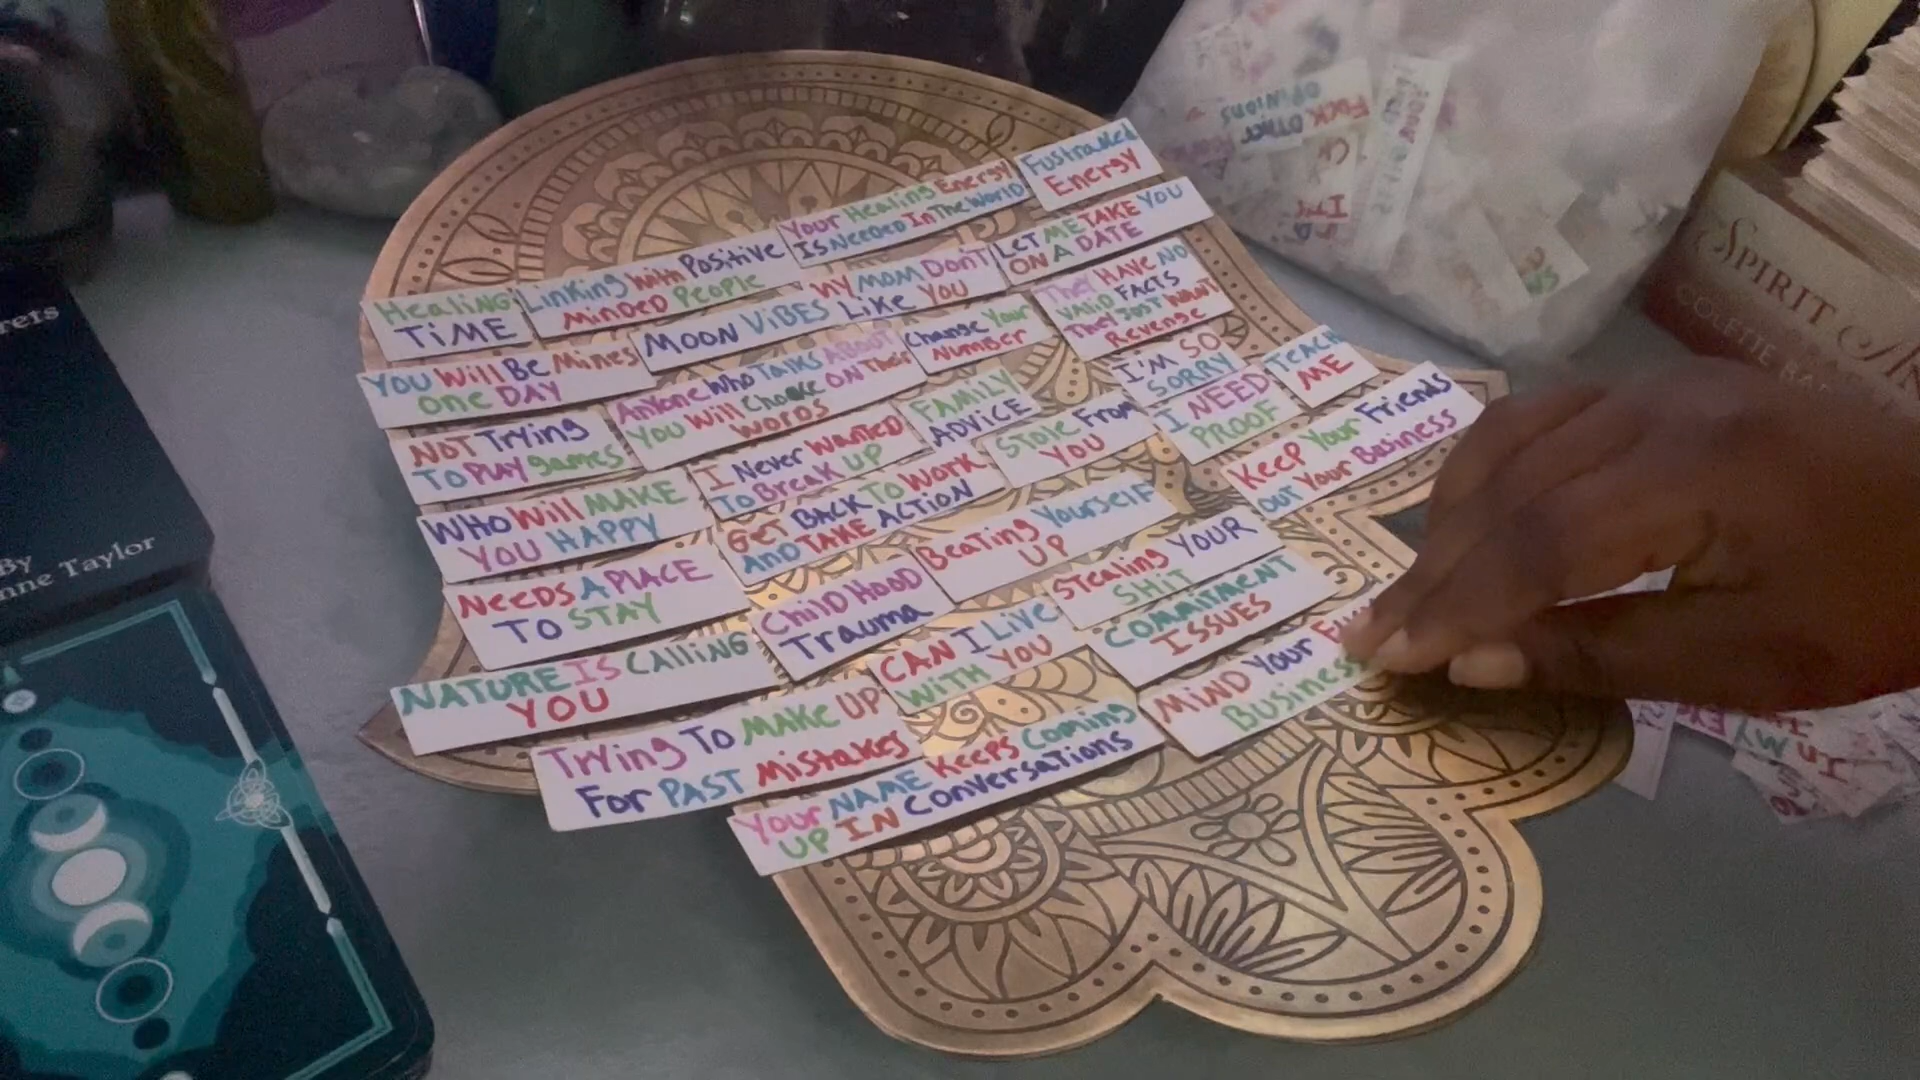 Healing
TiME
Linking With Positive
MinDED People
Your Healing Energy
Is Needed In The World
Fustrated
Energy
YOU Will Be Mines
One DAY
MOON ViBES
MY MOM DonT
LiKe YOU
LET ME TAKE YOU
ON A DATE
NOT Trying
TO PLAY games
AnYone Who Talks ABOUT
You Will Choke ON Their
Words
Change Your
Number
They HAVE NO
VALID FACTS
They Just WANT
Revenge
WHO Will MAKE
YOU HAPPY
I Never Wanted
To Break UP
FAMILY
ADVICE
I'M SO
SORRY
TEACH
ME
NeeDS A PlACE
TO STAY
GeT BACK To WorK
AND TAKE ACTION
STole From
YOU
I NEED
PROOF
Keep Your Friends
out Your Business
NATURE IS CAlliNG
YOU
ChilD HOOD
Trauma
Beating YourselF
UP
STealing YOUR
SHiT
Trying To MAKe UP
For PAST Mistakes
CAN I LIVe
WITH YOU
COMMITMENT
ISSUES
Your NAME Keeps Coming
UP IN Conversations
MinD Your
Business
FucK OTHer
OPINIONS
SPIRIT
COLETTE
rets
By
nne Taylor